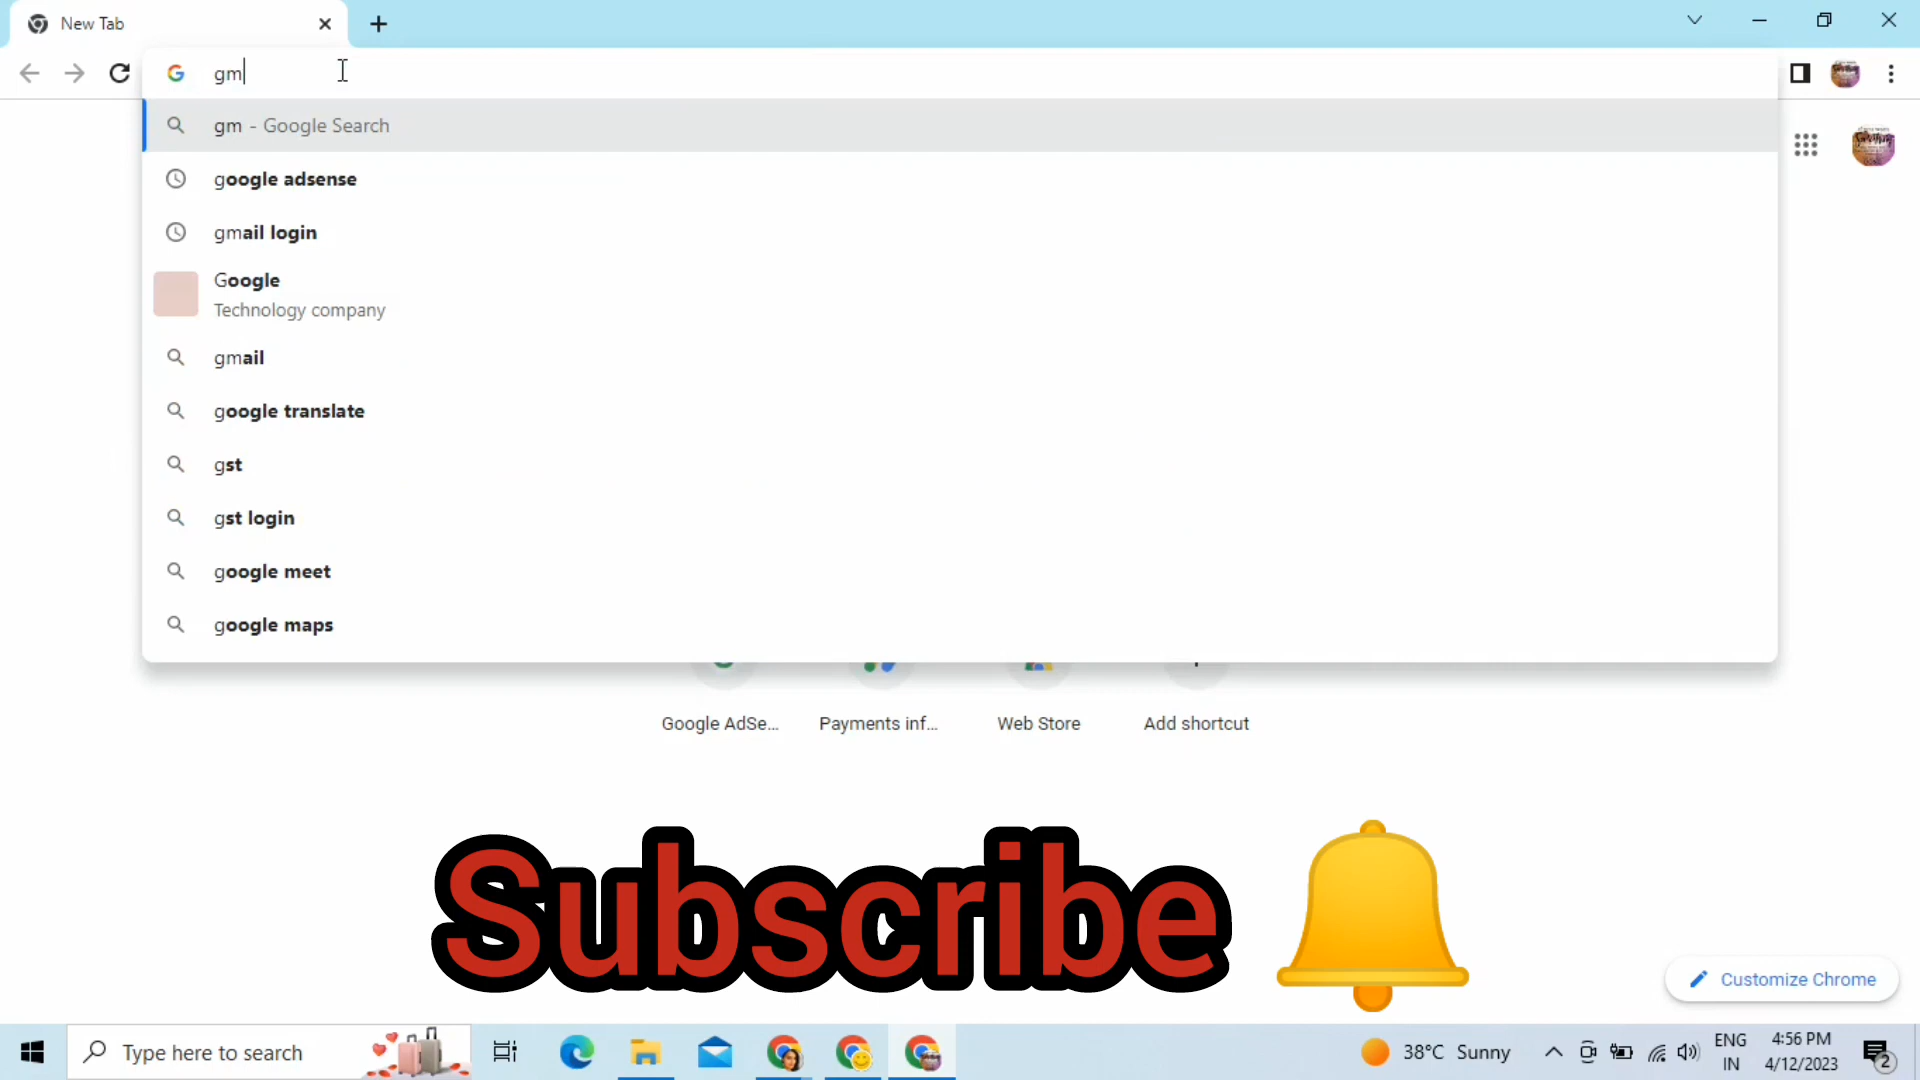 New Tab
gm
gm - Google Search
google adsense
gmail login
Google
Technology company
gmail
google translate
gst
gst login
google meet
google maps
Google AdSe...
Payments inf...
Web Store
Add shortcut
Subscribe
Customize Chrome
Type here to search
38°C Sunny
ENG
IN
4:56 PM
4/12/2023
2